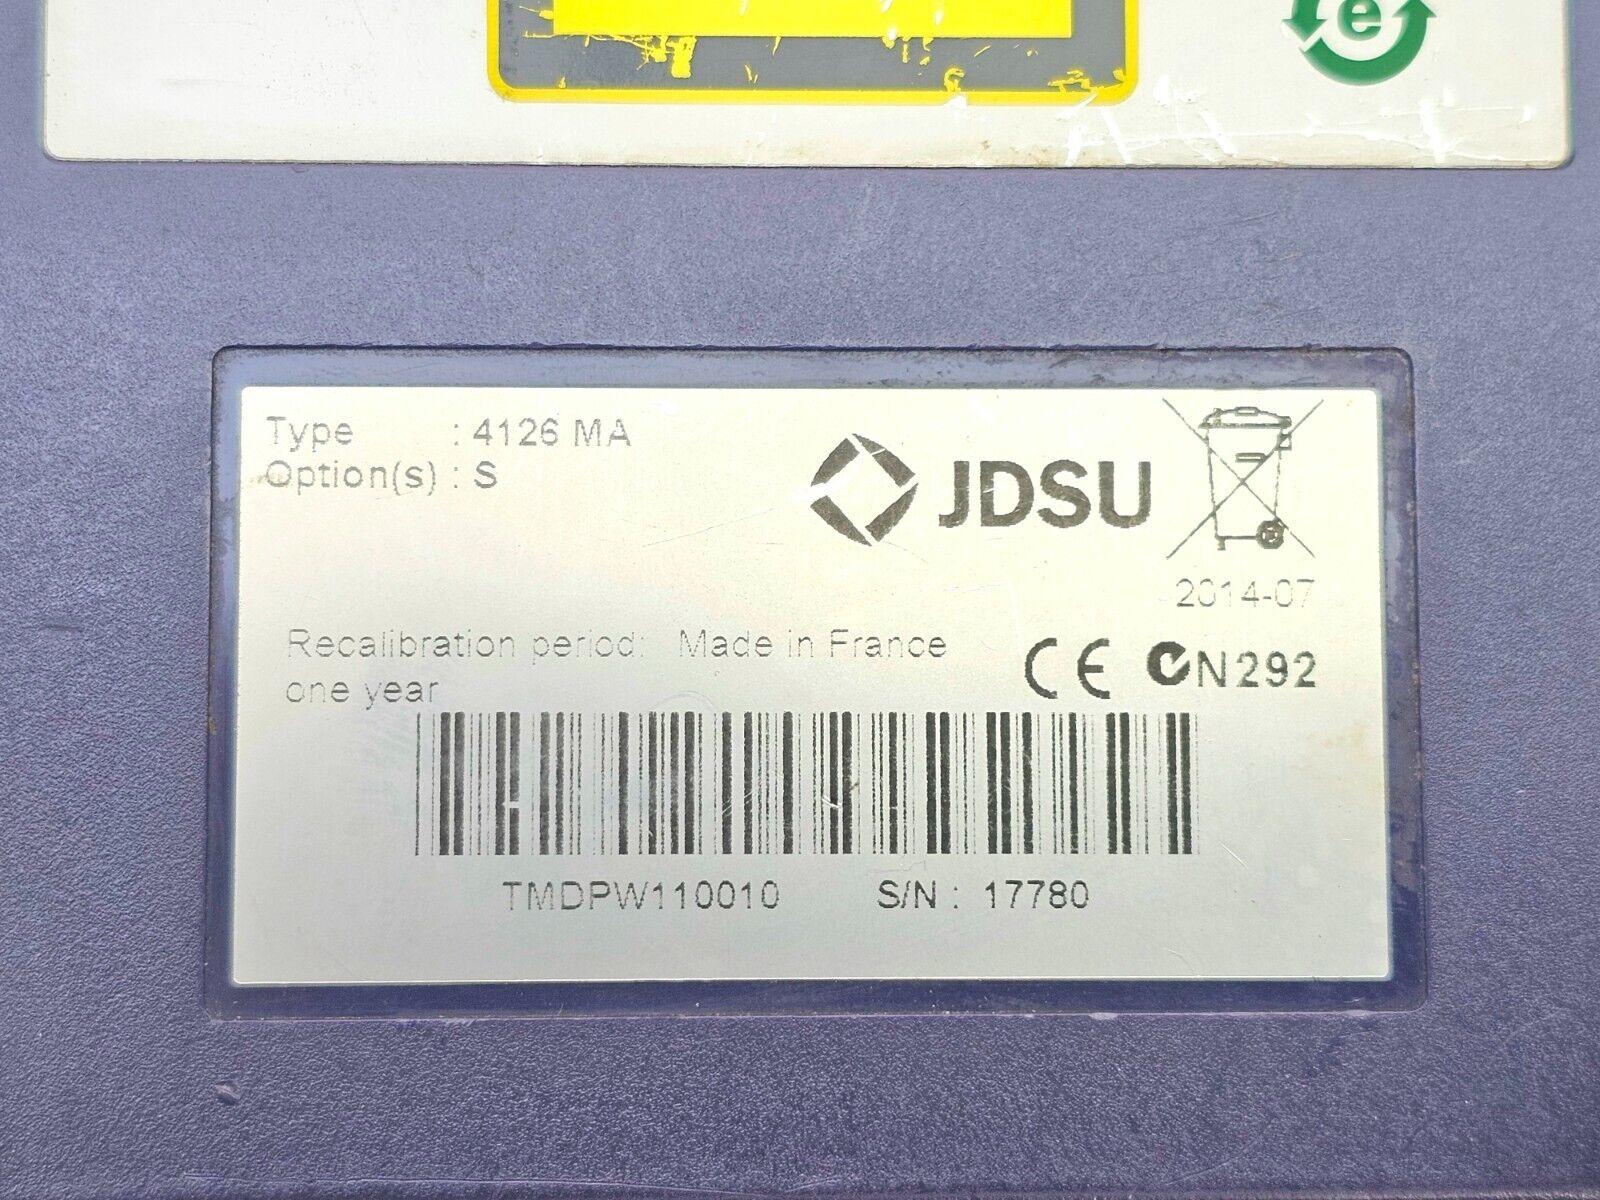 e
Type : 4126 MA
Option(s) : S
JDSU
2014-07
Recalibration period: Made in France
one year
CE N292
TMDPW110010 S/N : 17780